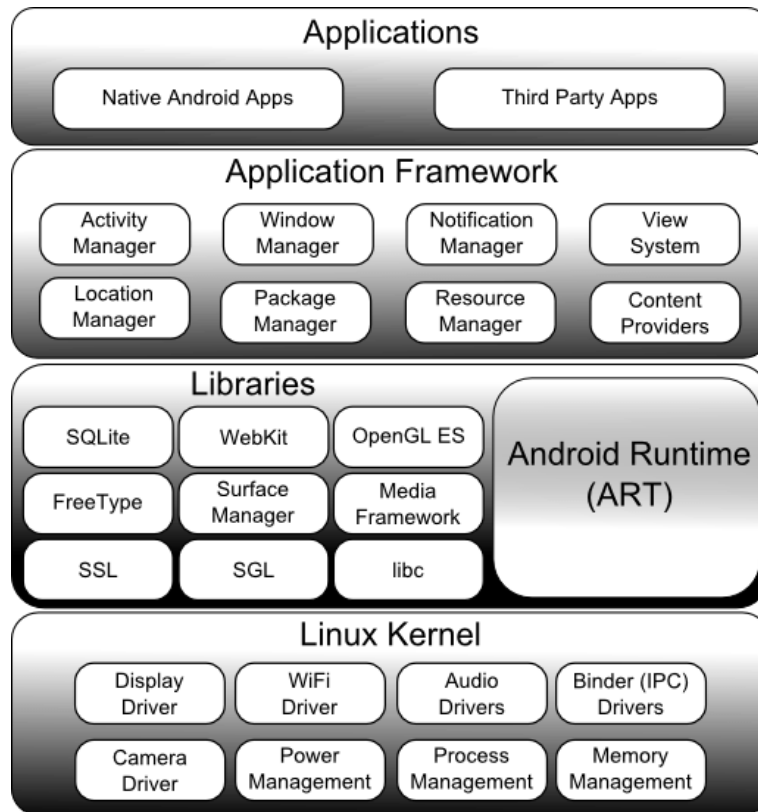 Applications
Native Android Apps
Third Party Apps
Application Framework
Activity
Manager
Window
Manager
Notification
Manager
View
System
Location
Manager
Package
Manager
Resource
Manager
Content
Providers
Libraries
SQLite
WebKit
OpenGL ES
FreeType
Surface
Manager
Media
Framework
SSL
SGL
libc
Android Runtime
(ART)
Linux Kernel
Display
Driver
WiFi
Driver
Audio
Drivers
Binder (IPC)
Drivers
Camera
Driver
Power
Management
Process
Management
Memory
Management